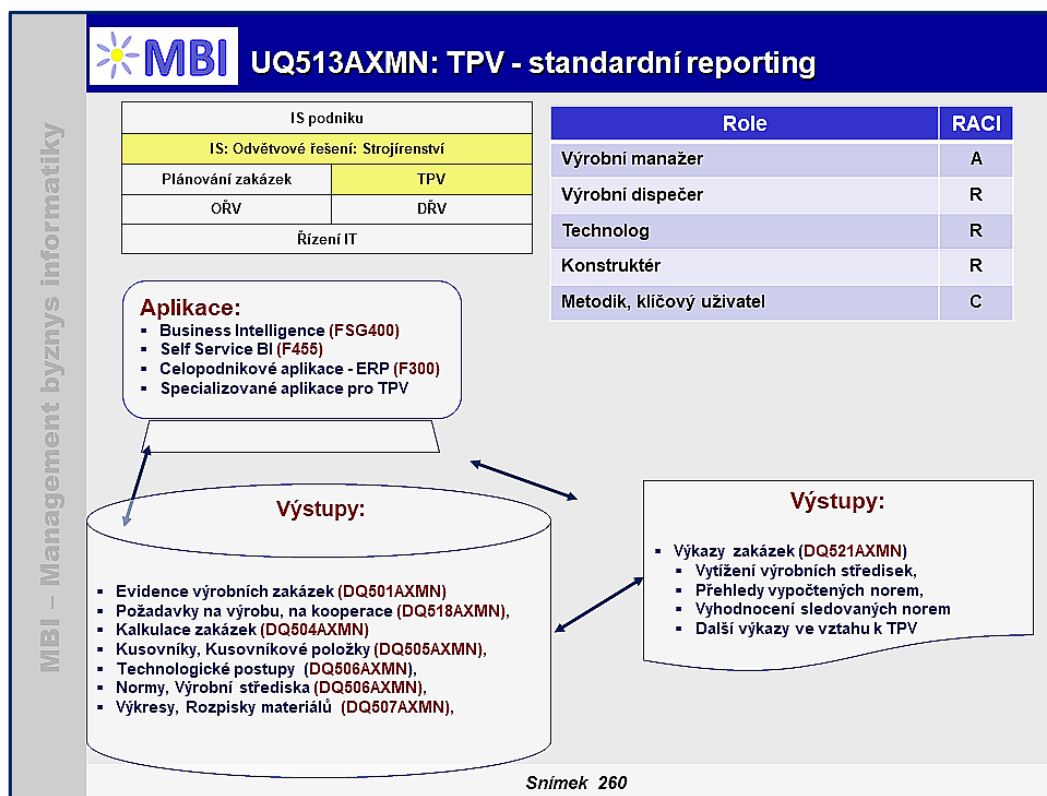 MBI
UQ513AXMN: TPV - standardní reporting
MBI – Management byznys informatiky
IS podniku
IS: Odvětvové řešení: Strojírenství
Plánování zakázek TPV
OŘV DŘV
Řízení IT
Role RACI
Výrobní manažer A
Výrobní dispečer R
Technolog R
Konstruktér R
Metodik, klíčový uživatel C
Aplikace:
Business Intelligence (FSG400)
Self Service BI (F455)
Celopodnikové aplikace - ERP (F300)
Specializované aplikace pro TPV
Výstupy:
Evidence výrobních zakázek (DQ501AXMN)
Požadavky na výrobu, na kooperace (DQ518AXMN),
Kalkulace zakázek (DQ504AXMN)
Kusovníky, Kusovníkové položky (DQ505AXMN),
Technologické postupy (DQ506AXMN),
Normy, Výrobní střediska (DQ506AXMN),
Výkresy, Rozpisky materiálů (DQ507AXMN),
Výstupy:
Výkazy zakázek (DQ521AXMN)
Vytížení výrobních středisek,
Přehledy vypočtených norem,
Vyhodnocení sledovaných norem
Další výkazy ve vztahu k TPV
Snímek 260